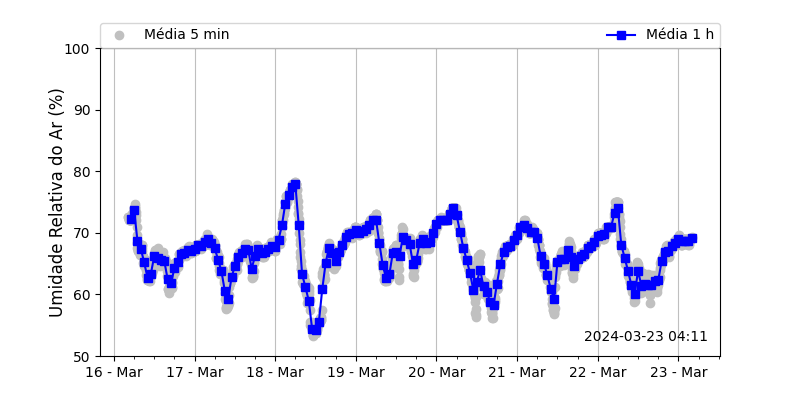 Média 5 min
Média 1 h
Umidade Relativa do Ar (%)
100
90
80
70
60
50
2024-03-23 04:11
16 - Mar
17 - Mar
18 - Mar
19 - Mar
20 - Mar
21 - Mar
22 - Mar
23 - Mar